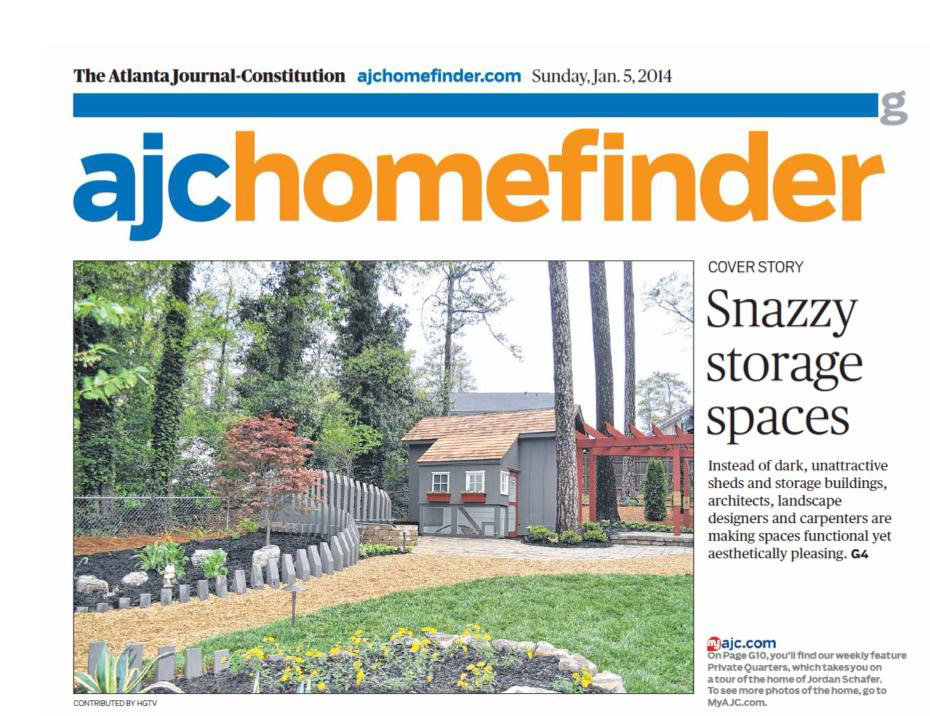 The Atlanta Journal-Constitution ajchomefinder.com Sunday, Jan. 5, 2014
g
ajchomefinder
COVER STORY
Snazzy
storage
spaces
Instead of dark, unattractive
sheds and storage buildings,
architects, landscape
designers and carpenters are
making spaces functional yet
aesthetically pleasing. G4
myajc.com
On Page G10, you'll find our weekly feature
Private Quarters, which takes you on
a tour of the home of Jordan Schafer.
To see more photos of the home, go to
MyAJC.com.
CONTRIBUTED BY HGTV